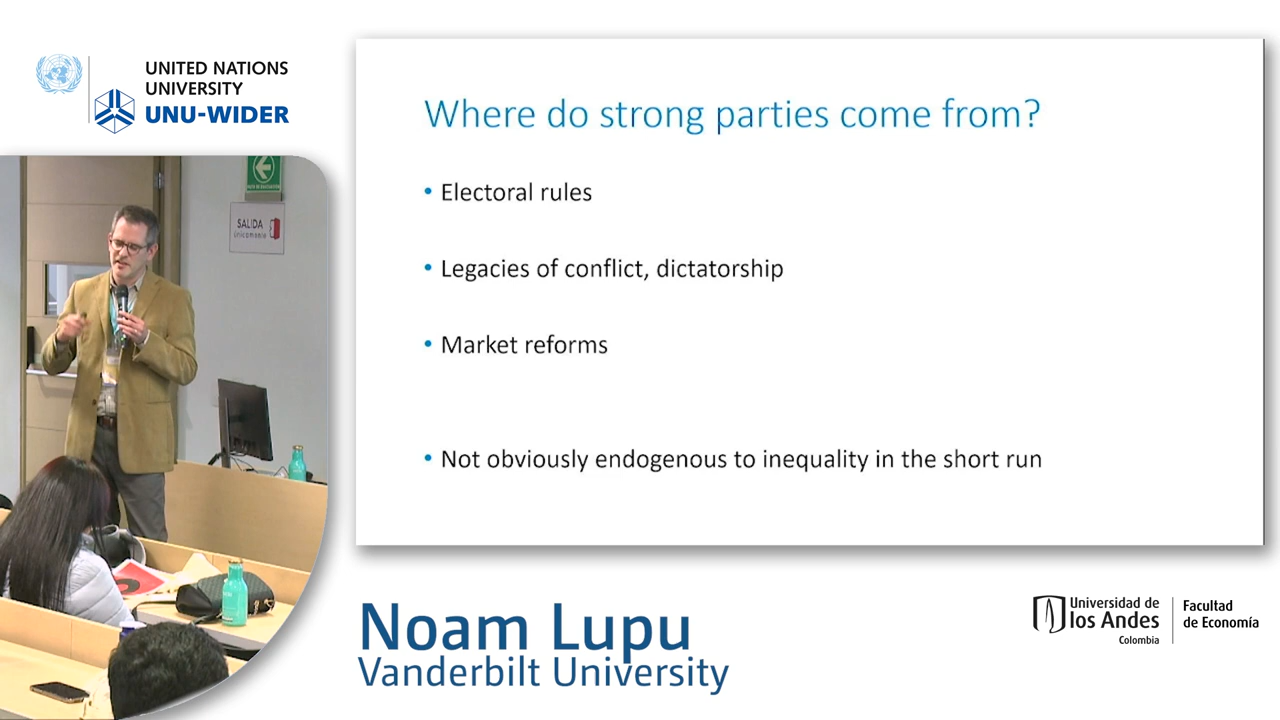 UNITED NATIONS
UNIVERSITY
UNU-WIDER
SALIDA
únicamente
Where do strong parties come from?
• Electoral rules
• Legacies of conflict, dictatorship
• Market reforms
• Not obviously endogenous to inequality in the short run
Noam Lupu
Vanderbilt University
Universidad de
los Andes
Colombia
Facultad
de Economía